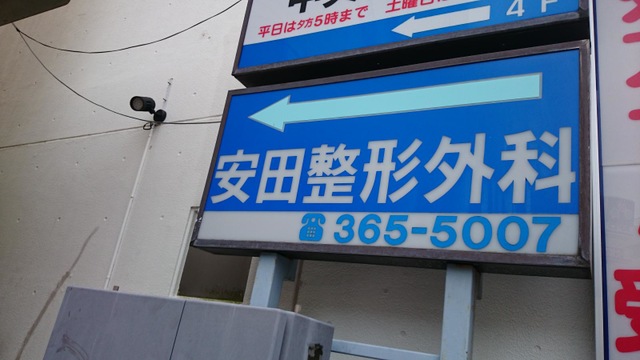 平日は夕方5時まで 土曜日は
4F
安田整形外科
365-5007